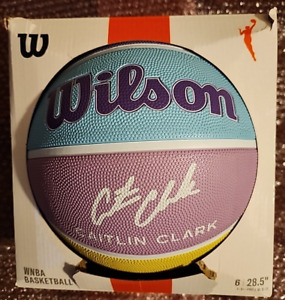 W
Wilson
Caitlin Clark
CAITLIN CLARK
WNBA
BASKETBALL
6 28.5"